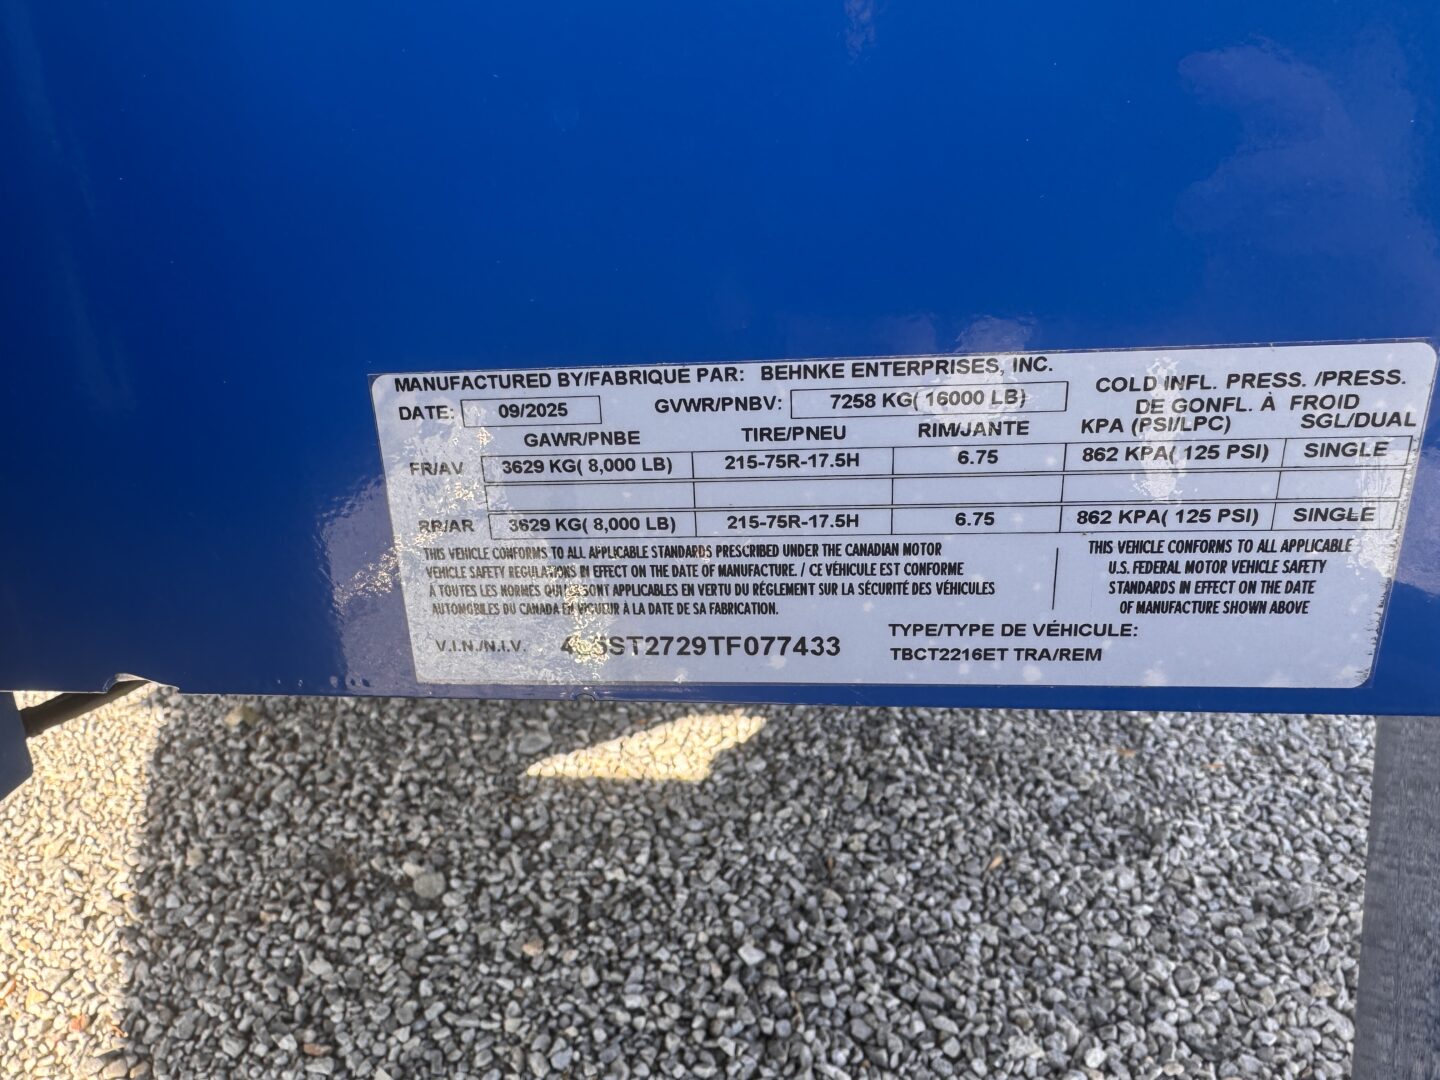 MANUFACTURED BY/FABRIQUÉ PAR: BEHNKE ENTERPRISES, INC.
DATE: 09/2025 GVWR/PNBV: 7258 KG( 16000 LB)
COLD INFL. PRESS. /PRESS.
DE GONFL. À FROID
GAWR/PNBE TIRE/PNEU RIM/JANTE KPA (PSI/LPC) SGL/DUAL
FR/AV 3629 KG( 8,000 LB) 215-75R-17.5H 6.75 862 KPA( 125 PSI) SINGLE
RR/AR 3629 KG( 8,000 LB) 215-75R-17.5H 6.75 862 KPA( 125 PSI) SINGLE
THIS VEHICLE CONFORMS TO ALL APPLICABLE STANDARDS PRESCRIBED UNDER THE CANADIAN MOTOR
VEHICLE SAFETY REGULATIONS IN EFFECT ON THE DATE OF MANUFACTURE. / CE VÉHICULE EST CONFORME
À TOUTES LES NORMES QUI LUI SONT APPLICABLES EN VERTU DU RÉGLEMENT SUR LA SÉCURITÉ DES VÉHICULES
AUTOMOBILES DU CANADA EN VIGUEUR À LA DATE DE SA FABRICATION.
THIS VEHICLE CONFORMS TO ALL APPLICABLE
U.S. FEDERAL MOTOR VEHICLE SAFETY
STANDARDS IN EFFECT ON THE DATE
OF MANUFACTURE SHOWN ABOVE
V.I.N./N.I.V.
TYPE/TYPE DE VÉHICULE:
TBCT2216ET TRA/REM